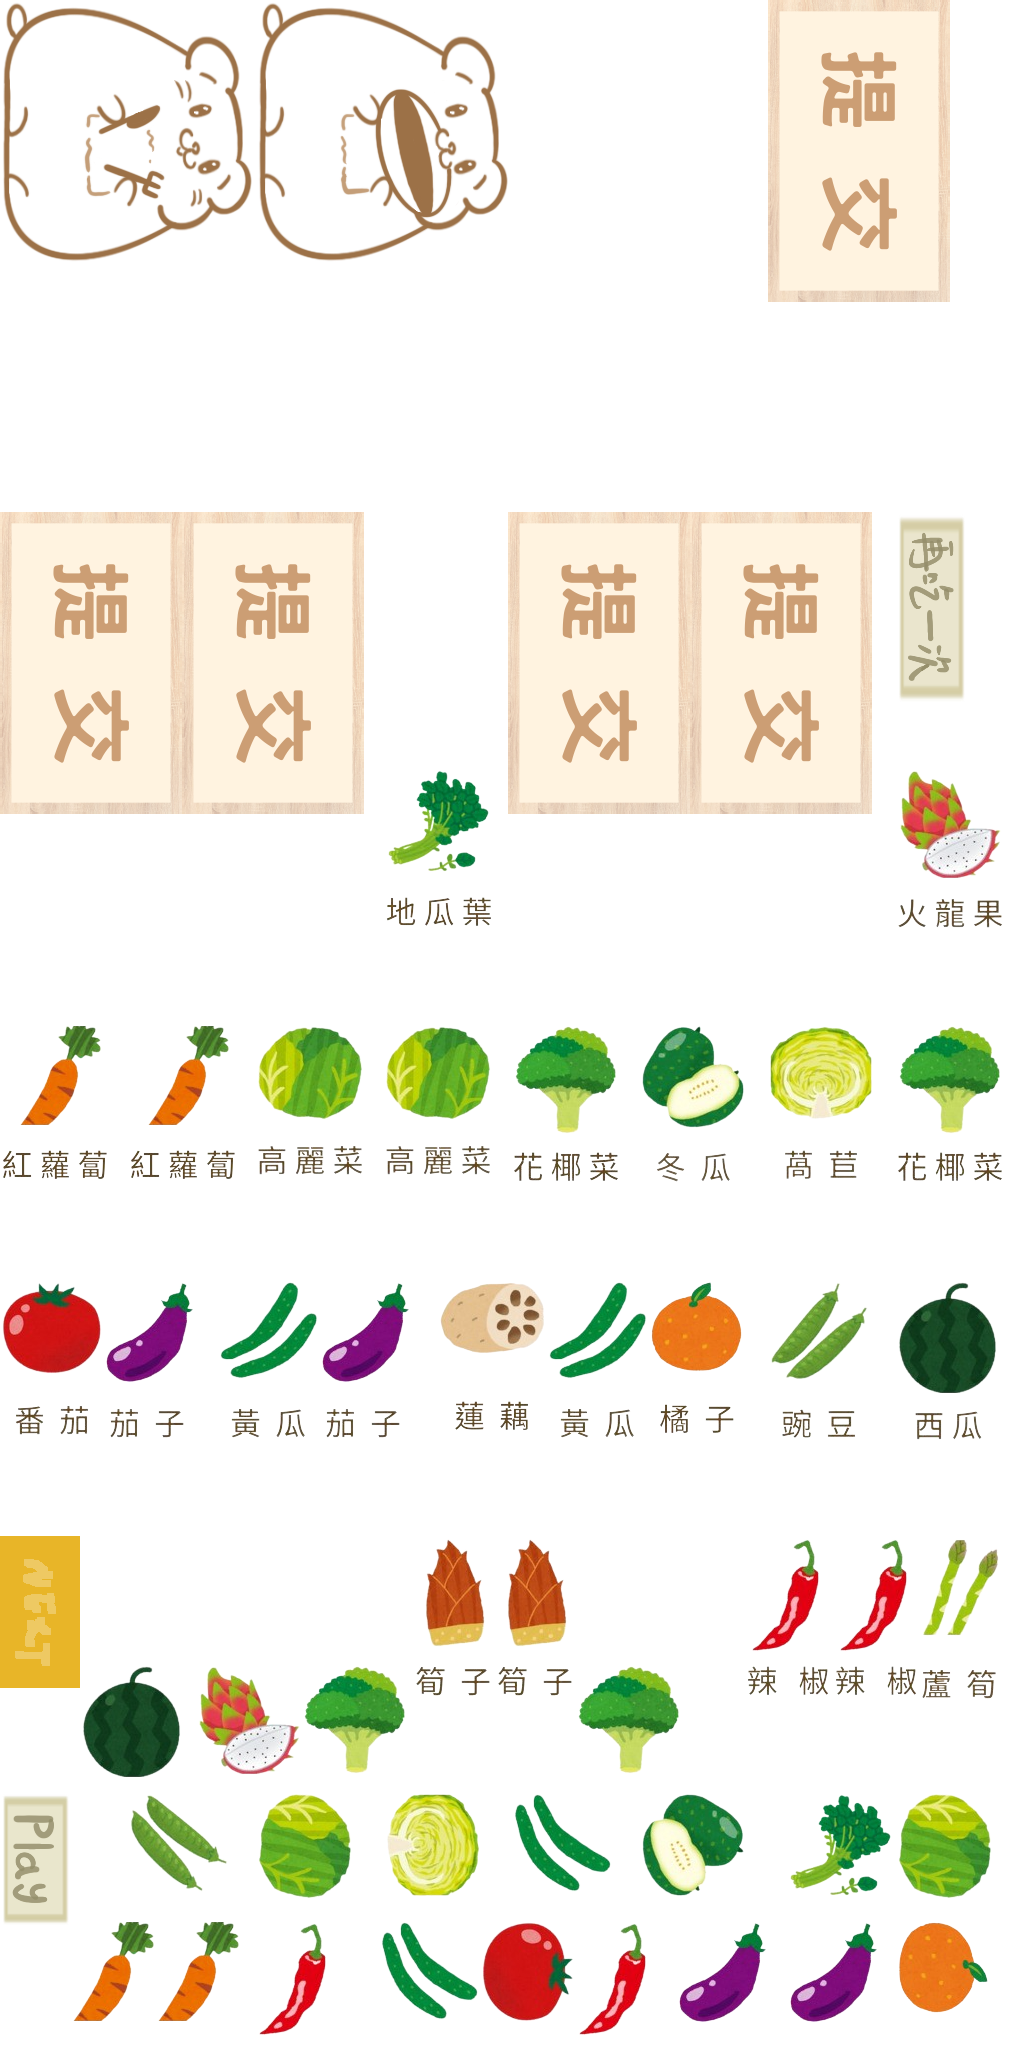 提交
提交
提交
提交
提交
再吃一次
地瓜葉
火龍果
紅蘿蔔
紅蘿蔔
高麗菜
高麗菜
花椰菜
冬瓜
萵苣
花椰菜
番茄
茄子
黃瓜
茄子
蓮藕
黃瓜
橘子
豌豆
西瓜
NEXT
筍子
筍子
辣椒
辣椒
蘆筍
Play